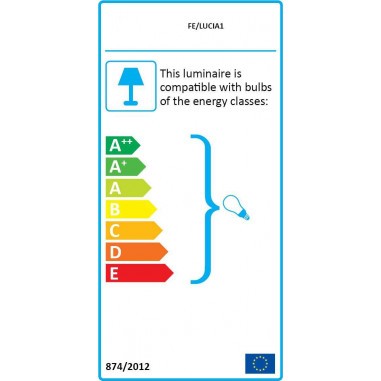 FE/LUCIA1
This luminaire is
compatible with bulbs
of the energy classes:
A++
A+
A
B
C
D
E
874/2012